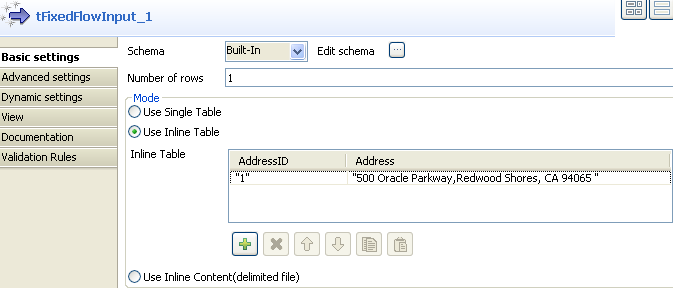 tFixedFlowInput_1
Basic settings
Advanced settings
Dynamic settings
View
Documentation
Validation Rules
Schema Built-In Edit schema ...
Number of rows 1
Mode
Use Single Table
Use Inline Table
Inline Table
AddressID Address
"1" "500 Oracle Parkway,Redwood Shores, CA 94065 "
Use Inline Content(delimited file)